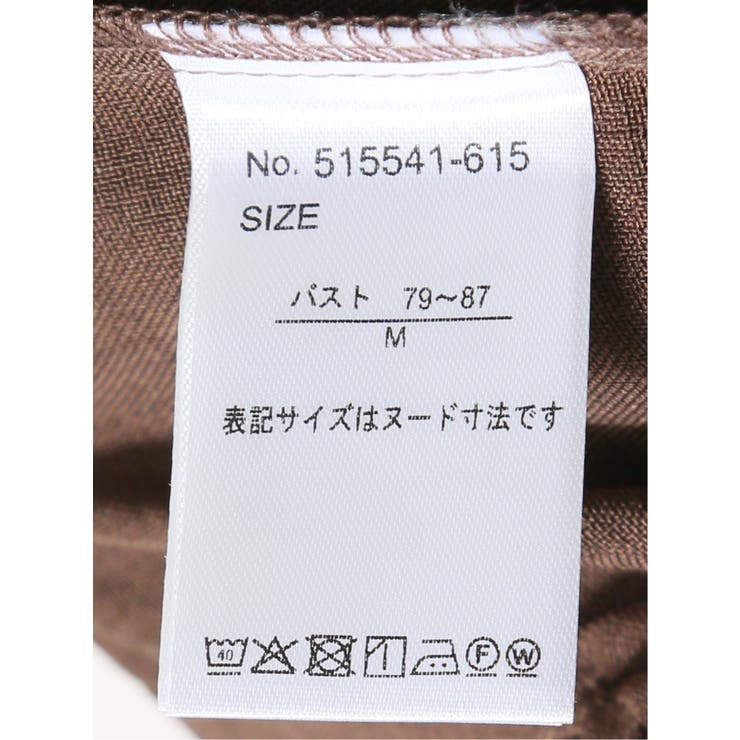 No. 515541-615
SIZE
バスト 79～87
M
表記サイズはヌード寸法です
40
F W